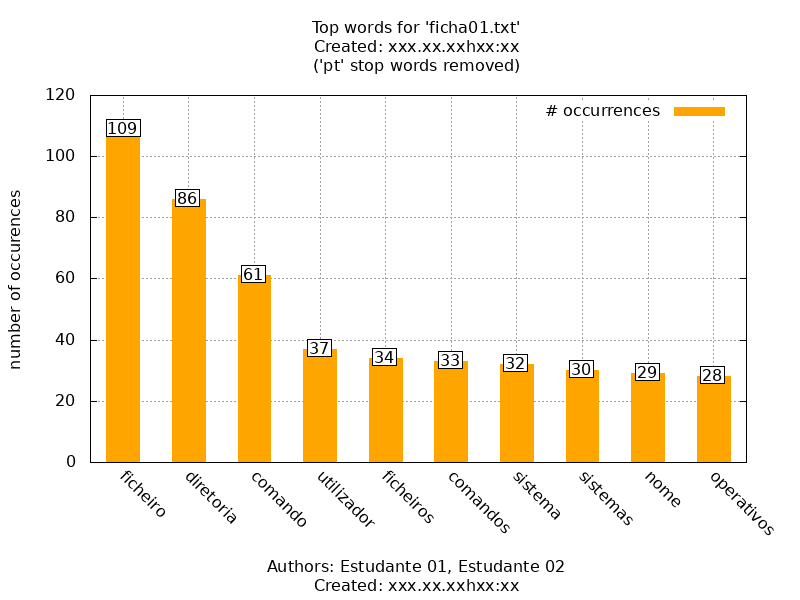 Top words for 'ficha01.txt'
Created: xxx.xx.xxhxx:xx
('pt' stop words removed)
# occurrences
number of occurences
120
100
80
60
40
20
0
109
86
61
37
34
33
32
30
29
28
ficheiro
diretoria
comando
utilizador
ficheiros
comandos
sistema
sistemas
nome
operativos
Authors: Estudante 01, Estudante 02
Created: xxx.xx.xxhxx:xx